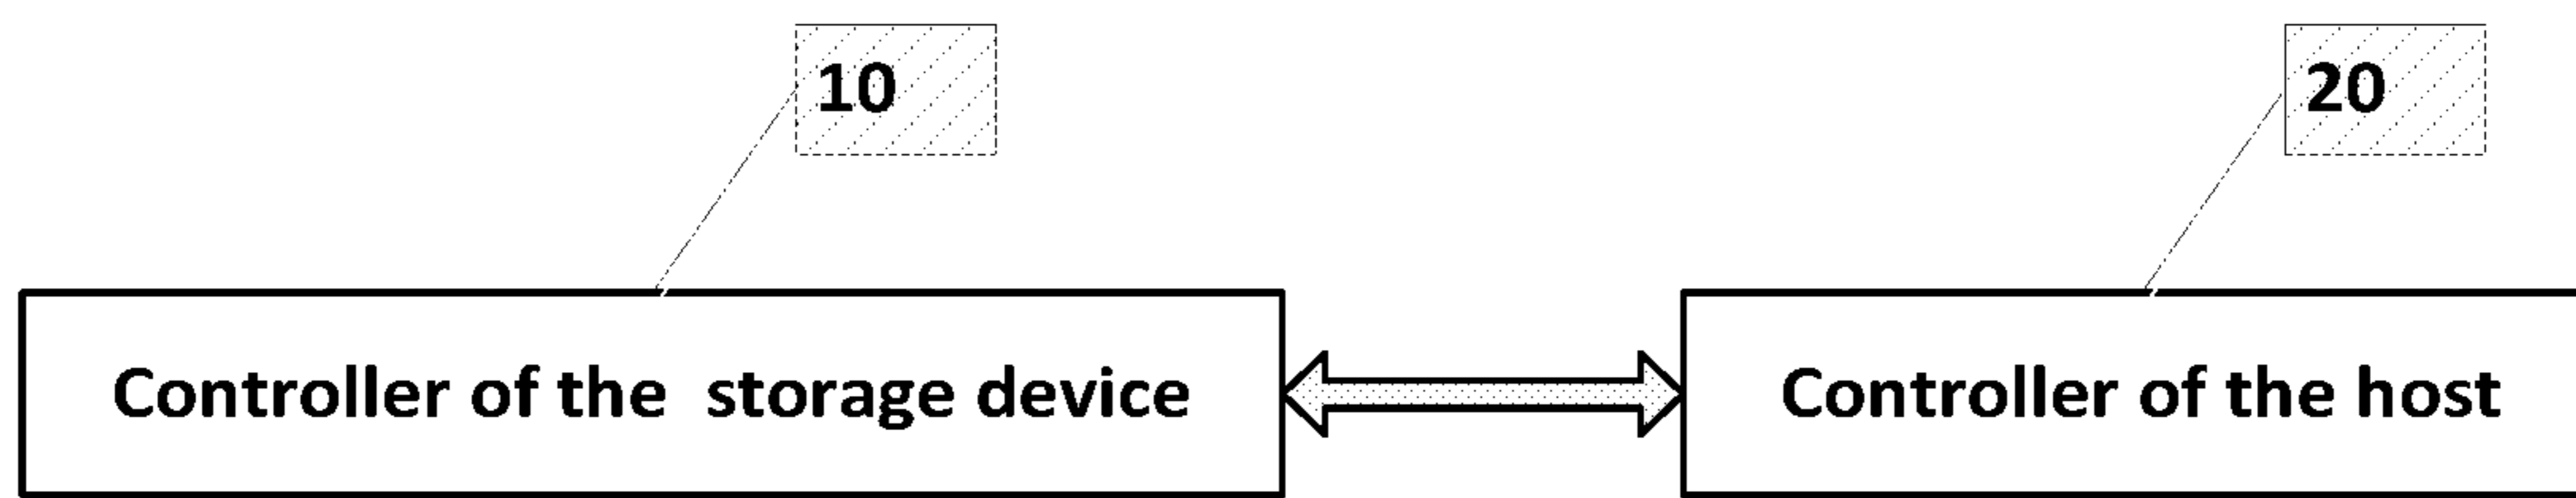 10
20
Controller of the  storage device
Controller of the host